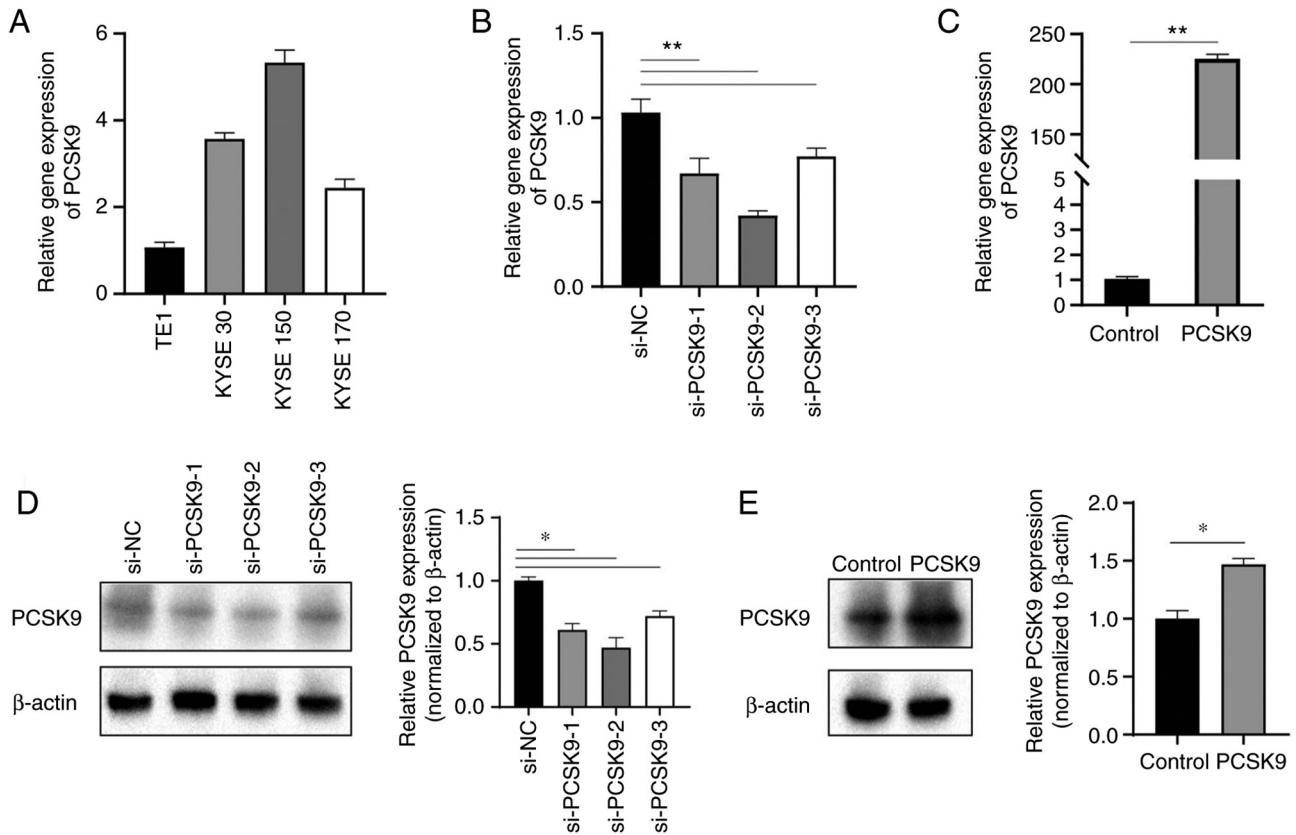 A
Relative gene expression
of PCSK9
6
4
2
0
TE1
KYSE 30
KYSE 150
KYSE 170
B
Relative gene expression
of PCSK9
1.5
1.0
0.5
0.0
**
si-NC
si-PCSK9-1
si-PCSK9-2
si-PCSK9-3
C
Relative gene expression
of PCSK9
250
200
150
5
4
3
2
1
0
**
Control
PCSK9
D
si-NC
si-PCSK9-1
si-PCSK9-2
si-PCSK9-3
PCSK9
β-actin
Relative PCSK9 expression
(normalized to β-actin)
1.5
1.0
0.5
0.0
*
si-NC
si-PCSK9-1
si-PCSK9-2
si-PCSK9-3
E
Control PCSK9
PCSK9
β-actin
Relative PCSK9 expression
(normalized to β-actin)
2.0
1.5
1.0
0.5
0.0
*
Control PCSK9